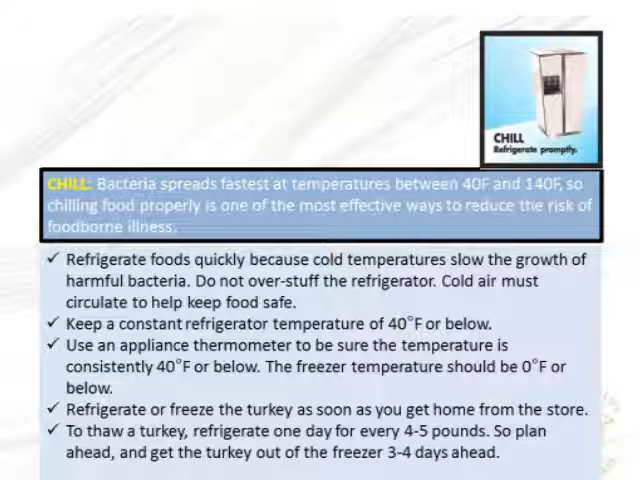 CHILL
Refrigerate promptly.
CHILL: Bacteria spreads fastest at temperatures between 40F and 140F, so
chilling food properly is one of the most effective ways to reduce the risk of
foodborne illness.
✓ Refrigerate foods quickly because cold temperatures slow the growth of
harmful bacteria. Do not over-stuff the refrigerator. Cold air must
circulate to help keep food safe.
✓ Keep a constant refrigerator temperature of 40°F or below.
✓ Use an appliance thermometer to be sure the temperature is
consistently 40°F or below. The freezer temperature should be 0°F or
below.
✓ Refrigerate or freeze the turkey as soon as you get home from the store.
✓ To thaw a turkey, refrigerate one day for every 4-5 pounds. So plan
ahead, and get the turkey out of the freezer 3-4 days ahead.